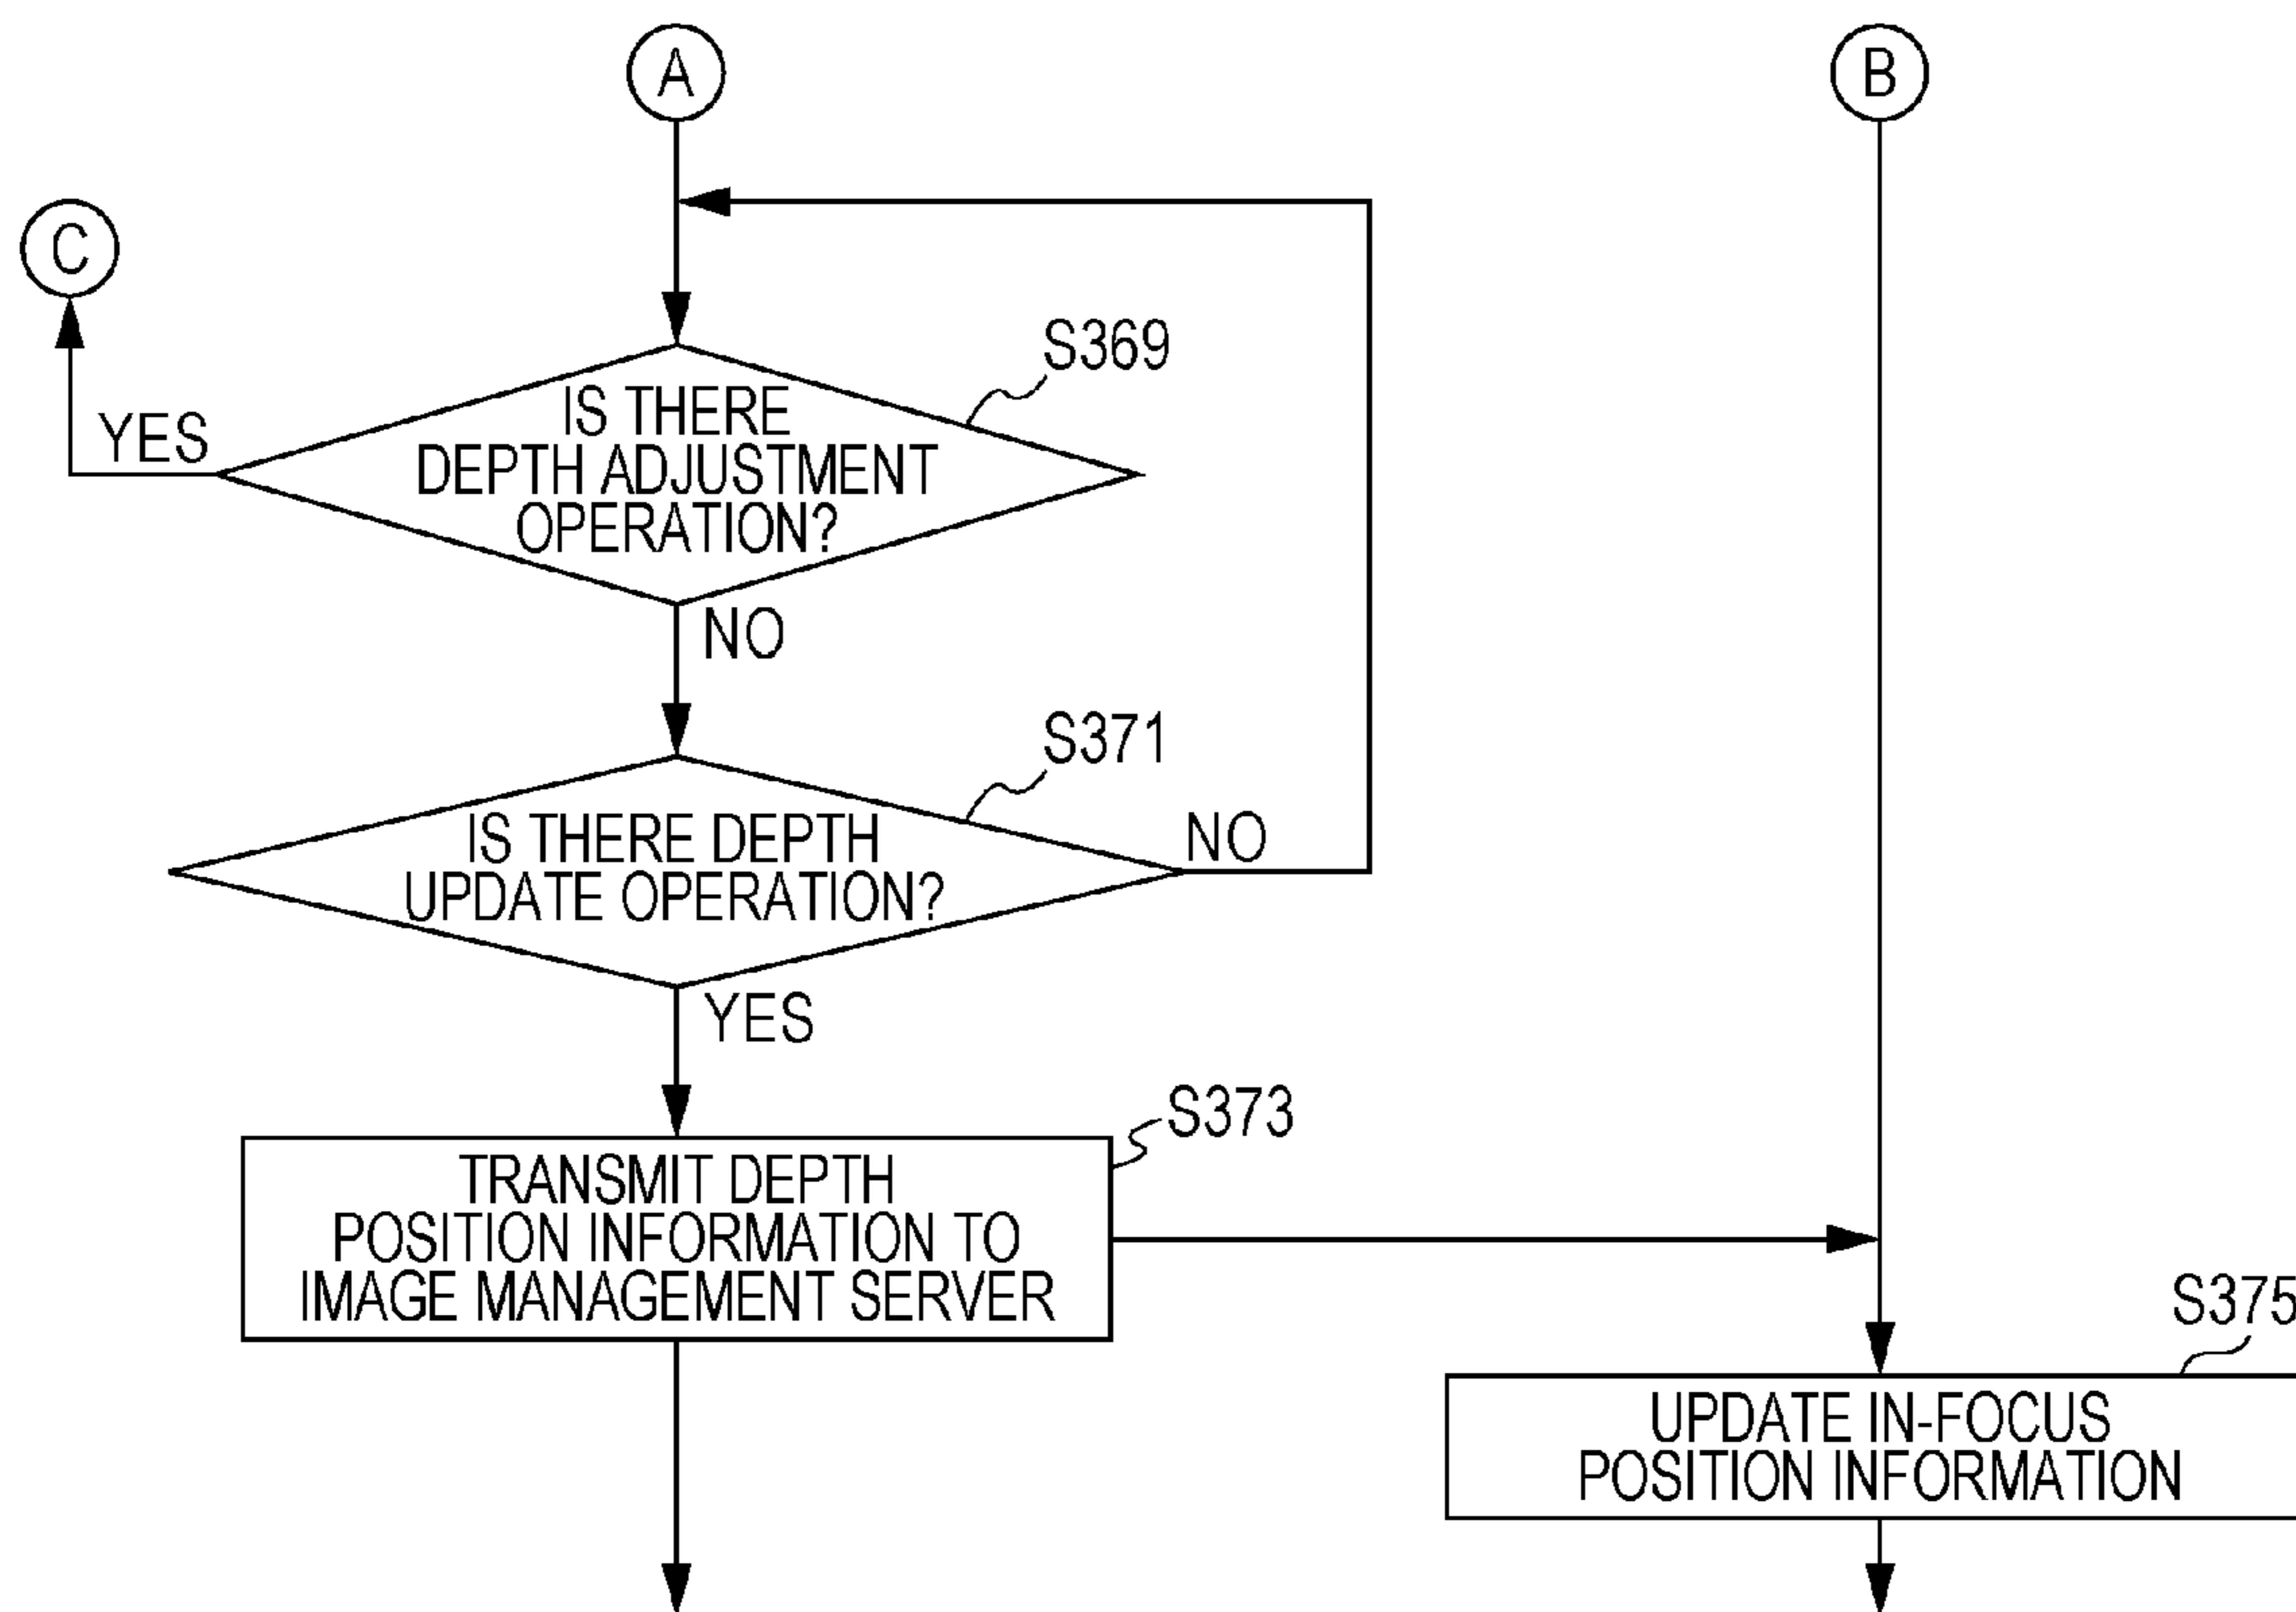 A
B
C
S369
IS THERE
DEPTH ADJUSTMENT
OPERATION?
YES
NO
S371
IS THERE DEPTH
UPDATE OPERATION?
NO
YES
S373
TRANSMIT DEPTH
POSITION INFORMATION TO
IMAGE MANAGEMENT SERVER
S375
UPDATE IN-FOCUS
POSITION INFORMATION